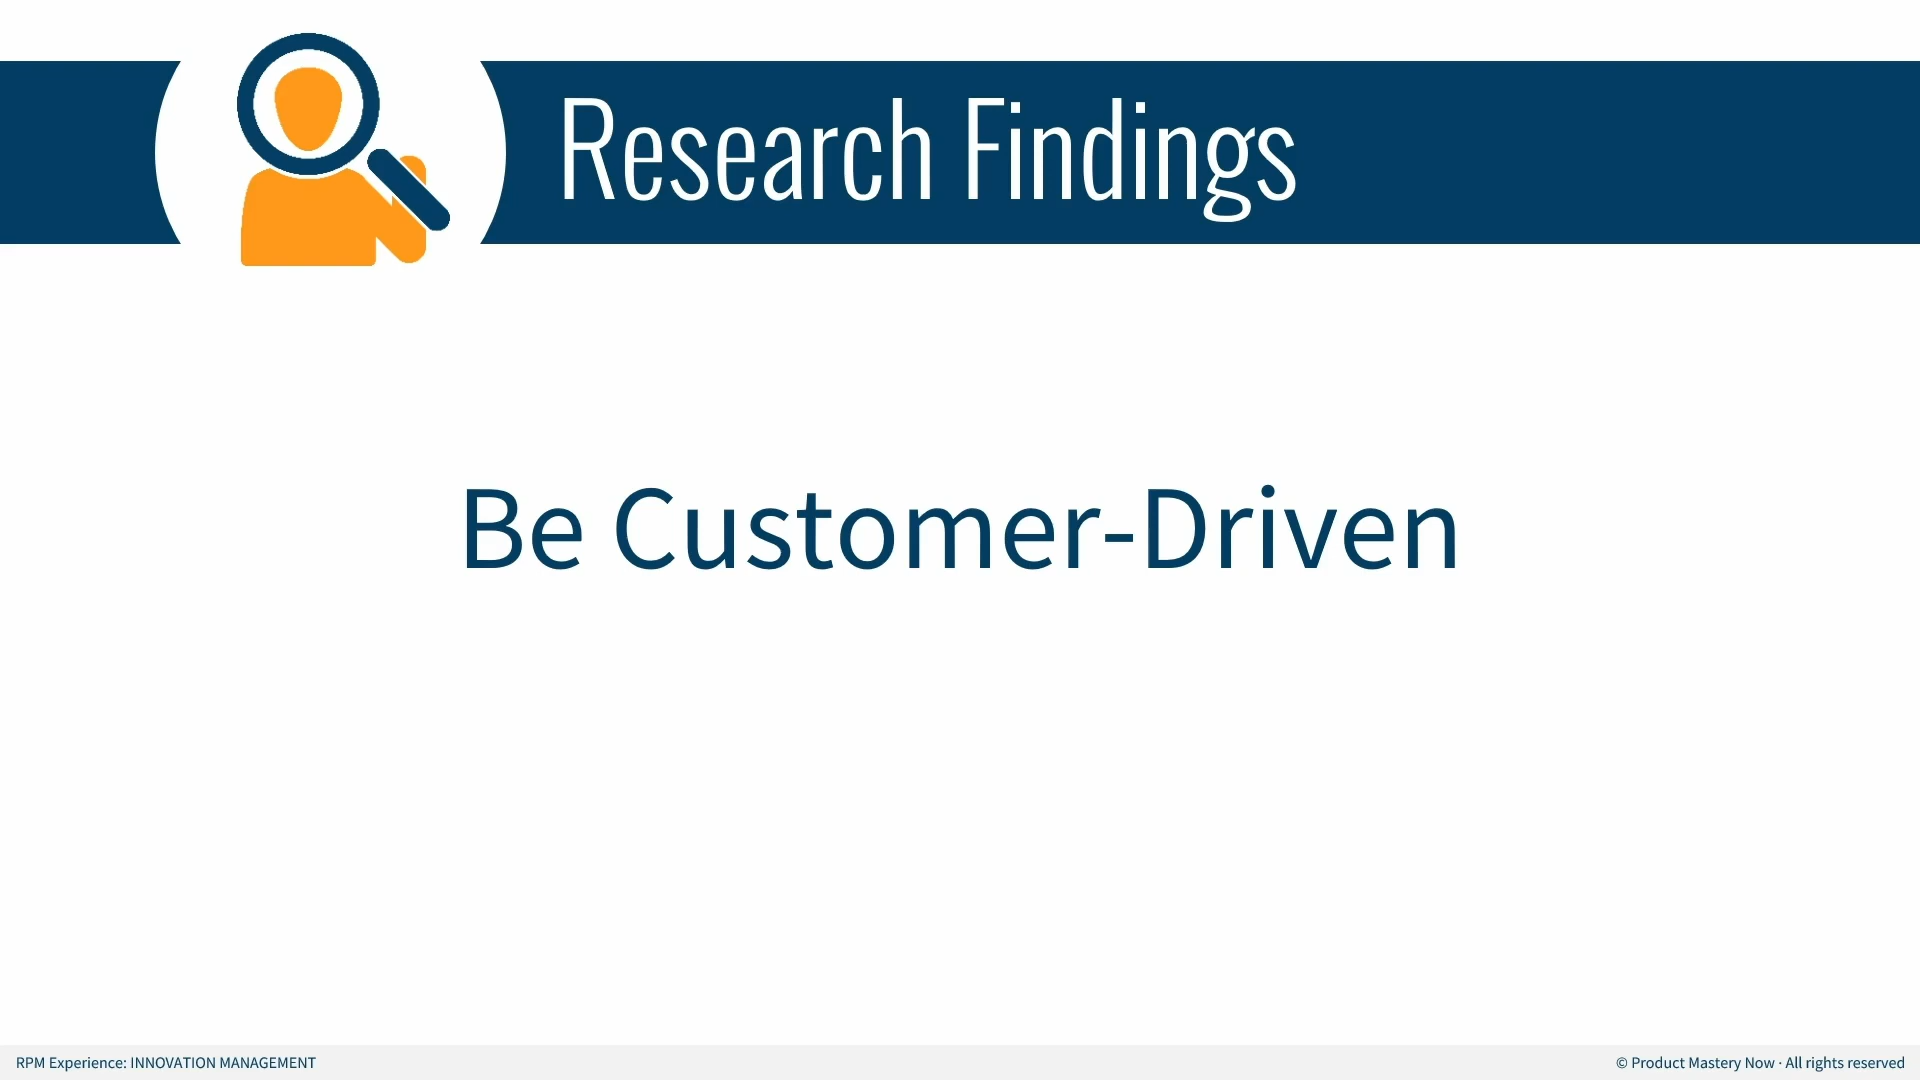 Research Findings
Be Customer-Driven
RPM Experience: INNOVATION MANAGEMENT
© Product Mastery Now · All rights reserved